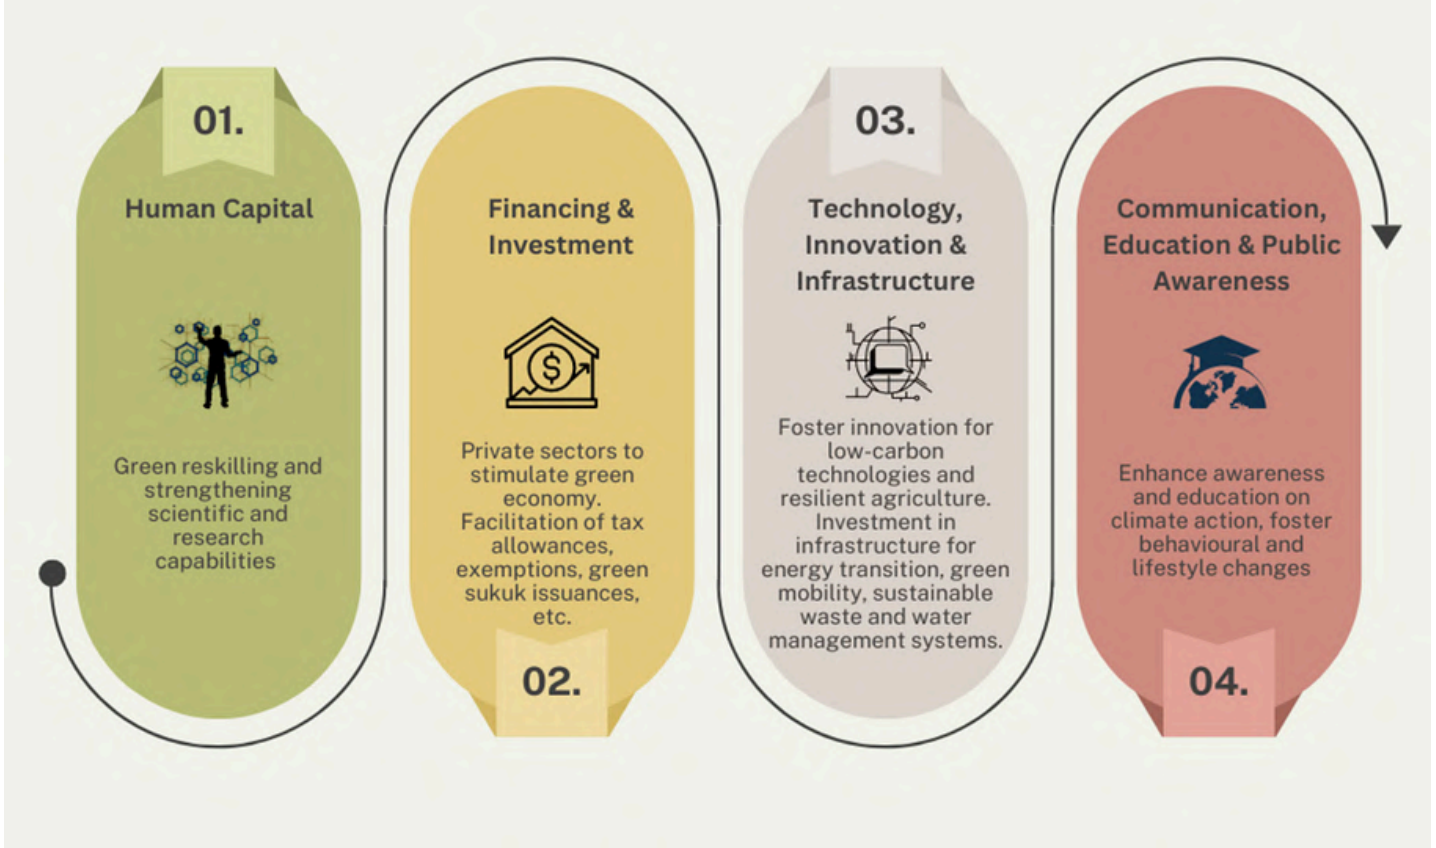 01.
Human Capital
Green reskilling and
strengthening
scientific and
research
capabilities
Financing &
Investment
$
Private sectors to
stimulate green
economy.
Facilitation of tax
allowances,
exemptions, green
sukuk issuances,
etc.
02.
03.
Technology,
Innovation &
Infrastructure
Foster innovation for
low-carbon
technologies and
resilient agriculture.
Investment in
infrastructure for
energy transition, green
mobility, sustainable
waste and water
management systems.
Communication,
Education & Public
Awareness
Enhance awareness
and education on
climate action, foster
behavioural and
lifestyle changes
04.